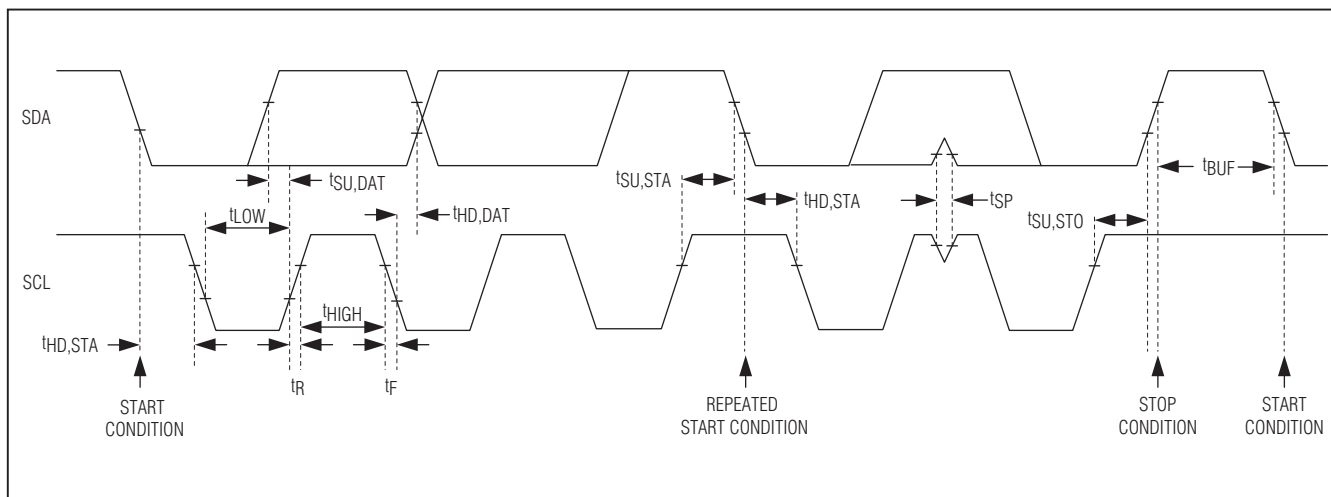 SDA
tSU,DAT
tSU,STA
tBUF
tLOW
tHD,DAT
tHD,STA
tSP
tSU,STO
SCL
tHIGH
tHD,STA
tR
tF
START
CONDITION
REPEATED
START CONDITION
STOP
CONDITION
START
CONDITION